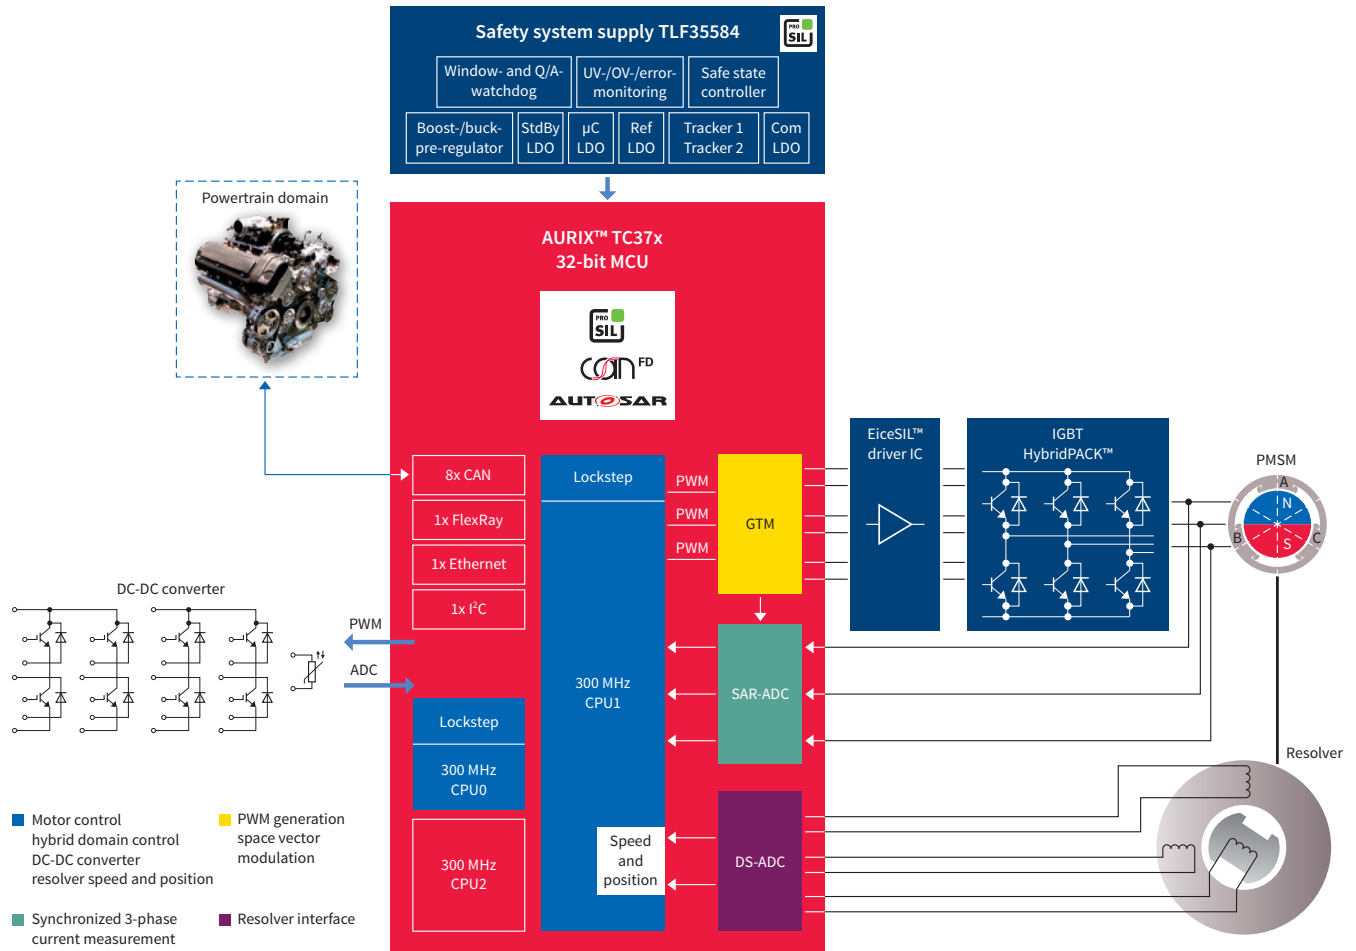 Safety system supply TLF35584
PRO
SIL
Window- and Q/A-
watchdog
UV-/OV-/error-
monitoring
Safe state
controller
Boost-/buck-
pre-regulator
StdBy
LDO
µC
LDO
Ref
LDO
Tracker 1
Tracker 2
Com
LDO
Powertrain domain
AURIX™ TC37x
32-bit MCU
PRO
SIL
CAN FD
AUTOSAR
8x CAN
1x FlexRay
1x Ethernet
1x I²C
Lockstep
300 MHz
CPU1
PWM
PWM
PWM
GTM
EiceSIL™
driver IC
IGBT
HybridPACK™
PMSM
A
N
B
S
C
DC-DC converter
PWM
ADC
SAR-ADC
Lockstep
300 MHz
CPU0
300 MHz
CPU2
Speed
and
position
DS-ADC
Resolver
Motor control
hybrid domain control
DC-DC converter
resolver speed and position
PWM generation
space vector
modulation
Synchronized 3-phase
current measurement
Resolver interface